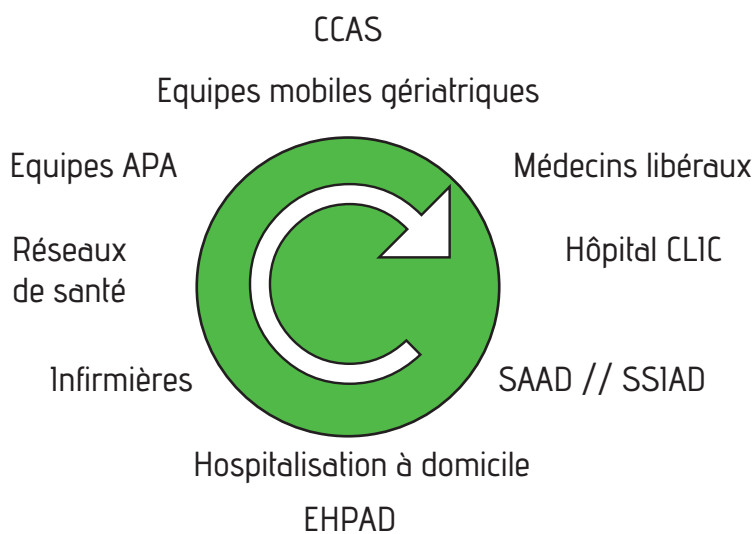 CCAS
Equipes mobiles gériatriques
Equipes APA
Médecins libéraux
Réseaux
de santé
Hôpital CLIC
Infirmières
SAAD // SSIAD
Hospitalisation à domicile
EHPAD